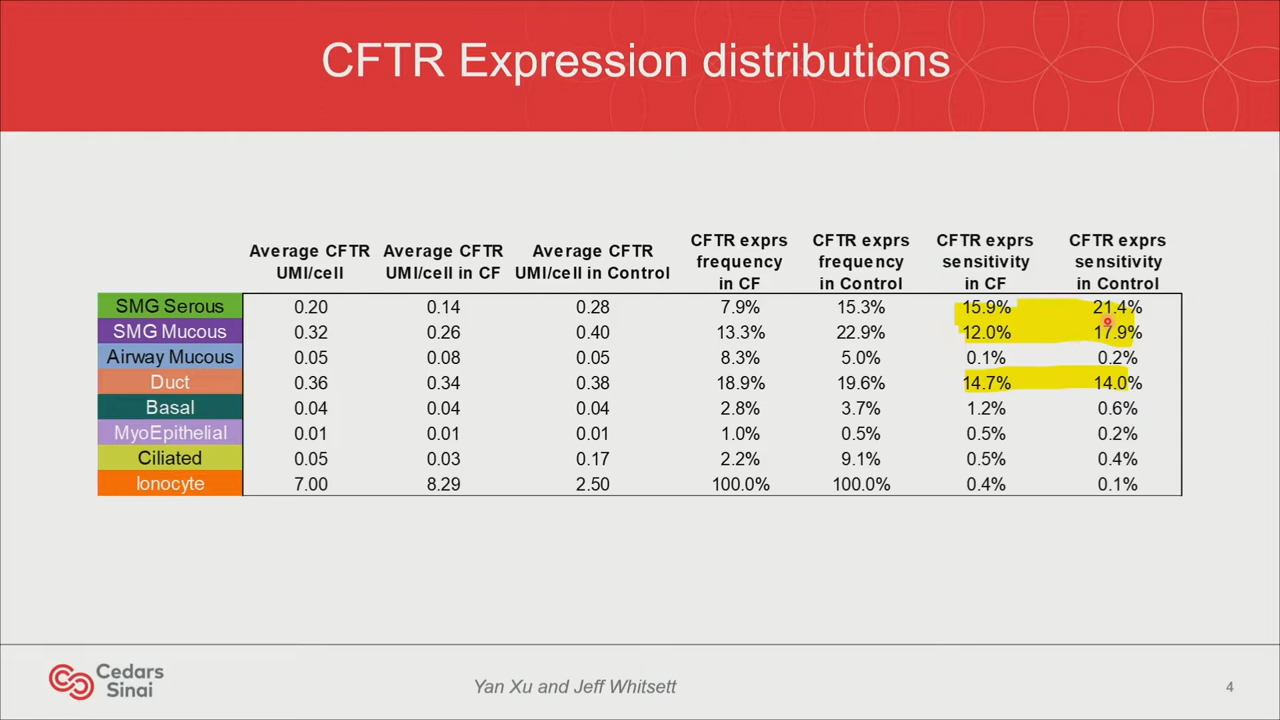 CFTR Expression distributions
Average CFTR UMI/cell Average CFTR UMI/cell in CF Average CFTR UMI/cell in Control CFTR exprs frequency in CF CFTR exprs frequency in Control CFTR exprs sensitivity in CF CFTR exprs sensitivity in Control
SMG Serous 0.20 0.14 0.28 7.9% 15.3% 15.9% 21.4%
SMG Mucous 0.32 0.26 0.40 13.3% 22.9% 12.0% 17.9%
Airway Mucous 0.05 0.08 0.05 8.3% 5.0% 0.1% 0.2%
Duct 0.36 0.34 0.38 18.9% 19.6% 14.7% 14.0%
Basal 0.04 0.04 0.04 2.8% 3.7% 1.2% 0.6%
MyoEpithelial 0.01 0.01 0.01 1.0% 0.5% 0.5% 0.2%
Ciliated 0.05 0.03 0.17 2.2% 9.1% 0.5% 0.4%
Ionocyte 7.00 8.29 2.50 100.0% 100.0% 0.4% 0.1%
Cedars
Sinai
Yan Xu and Jeff Whitsett
4